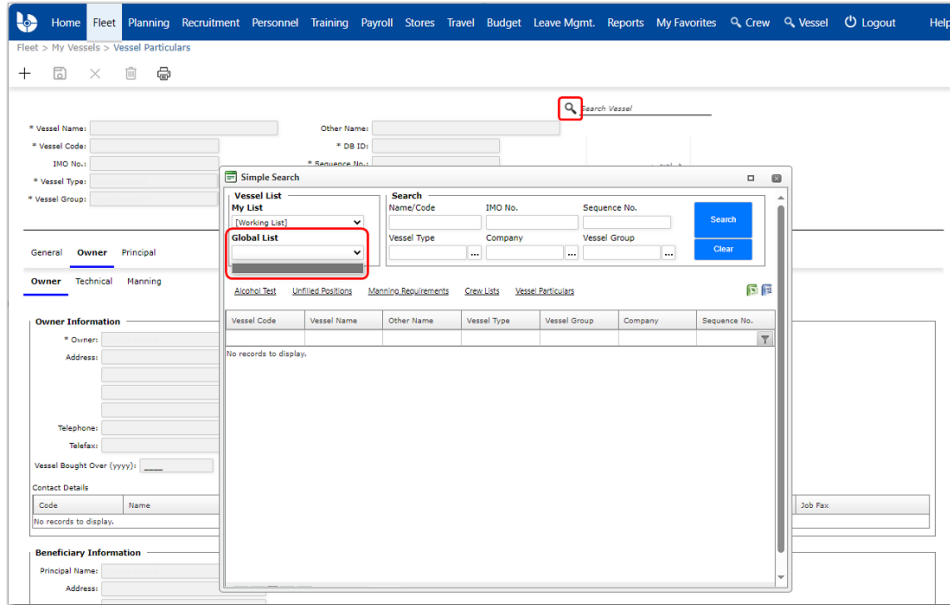 Home Fleet Planning Recruitment Personnel Training Payroll Stores Travel Budget Leave Mgmt. Reports My Favorites Crew Vessel Logout Help
Fleet > My Vessels > Vessel Particulars
Search Vessel
* Vessel Name: Other Name:
* Vessel Code: * DB ID:
IMO No.: * Sequence No.:
* Vessel Type:
* Vessel Group:
Simple Search
Vessel List Search
My List Name/Code IMO No. Sequence No.
[Working List] Search
Global List Vessel Type Company Vessel Group
... ... ... Clear
General Owner Principal
Owner Technical Manning
Alcohol Test Unfilled Positions Manning Requirements Crew Lists Vessel Particulars
Vessel Code Vessel Name Other Name Vessel Type Vessel Group Company Sequence No.
No records to display.
Owner Information
* Owner:
Address:
Telephone:
Telefax:
Vessel Bought Over (yyyy): ____
Contact Details
Code Name Job Fax
No records to display.
Beneficiary Information
Principal Name:
Address: